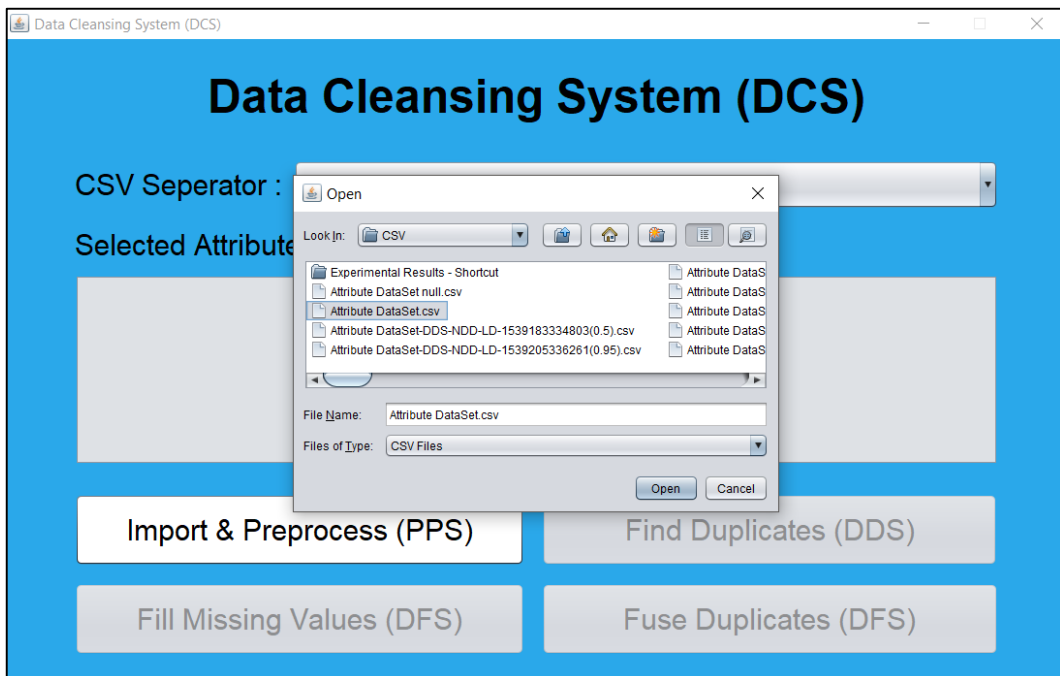 Data Cleansing System (DCS)
Data Cleansing System (DCS)
CSV Seperator :
Selected Attribute
Open
Look In:
CSV
Experimental Results - Shortcut
Attribute DataSet null.csv
Attribute DataSet.csv
Attribute DataSet-DDS-NDD-LD-1539183334803(0.5).csv
Attribute DataSet-DDS-NDD-LD-1539205336261(0.95).csv
Attribute DataS
Attribute DataS
Attribute DataS
Attribute DataS
Attribute DataS
File Name:
Attribute DataSet.csv
Files of Type:
CSV Files
Open
Cancel
Import & Preprocess (PPS)
Find Duplicates (DDS)
Fill Missing Values (DFS)
Fuse Duplicates (DFS)